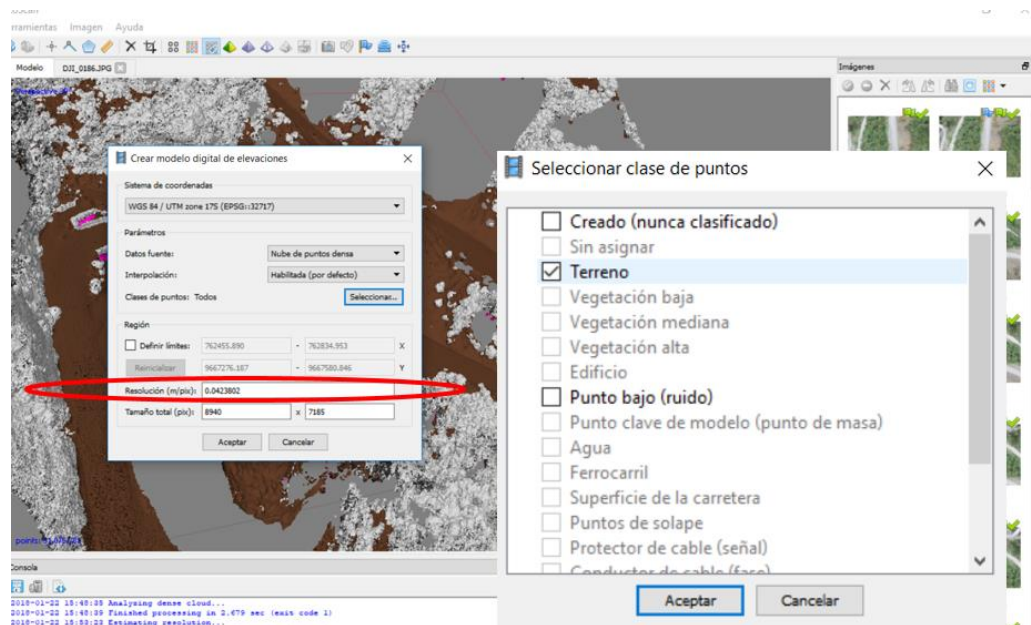 Imagen Ayuda
Modelo DJI_0186.JPG
Imágenes
Crear modelo digital de elevaciones
Sistema de coordenadas
WGS 84 / UTM zone 17S (EPSG::32717)
Parámetros
Datos fuente: Nube de puntos densa
Interpolación: Habilitada (por defecto)
Clases de puntos: Todos Seleccionar...
Región
Definir límites: 762455.890 - 762834.953 X
Reinicializar 9667276.187 - 9667580.846 Y
Resolución (m/pix): 0.0423802
Tamaño total (pix): 8940 x 7185
Aceptar Cancelar
Seleccionar clase de puntos
Creado (nunca clasificado)
Sin asignar
Terreno
Vegetación baja
Vegetación mediana
Vegetación alta
Edificio
Punto bajo (ruido)
Punto clave de modelo (punto de masa)
Agua
Ferrocarril
Superficie de la carretera
Puntos de solape
Protector de cable (señal)
Conductor de cable (fase)
Aceptar Cancelar
points:
2018-01-22 15:48:35 Analyzing dense cloud...
2018-01-22 15:48:39 Finished processing in 2.679 sec (exit code 1)
2018-01-22 15:50:23 Estimating resolution...